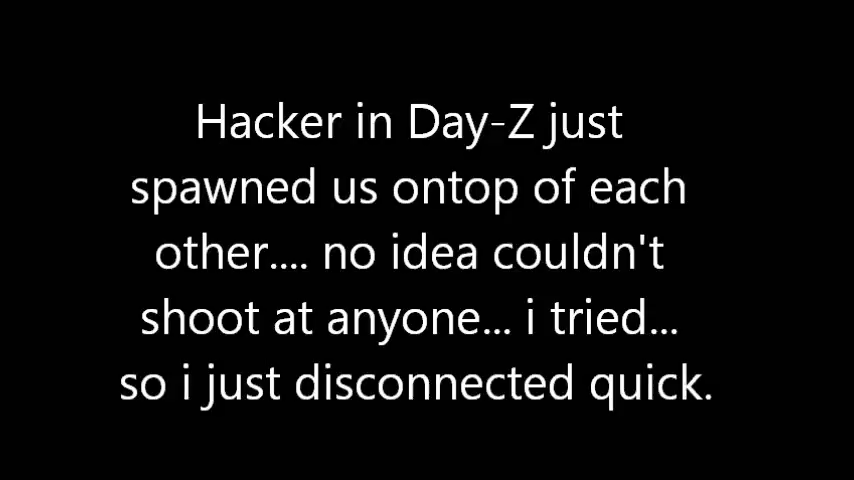 Hacker in Day-Z just
spawned us ontop of each
other.... no idea couldn't
shoot at anyone... i tried...
so i just disconnected quick.